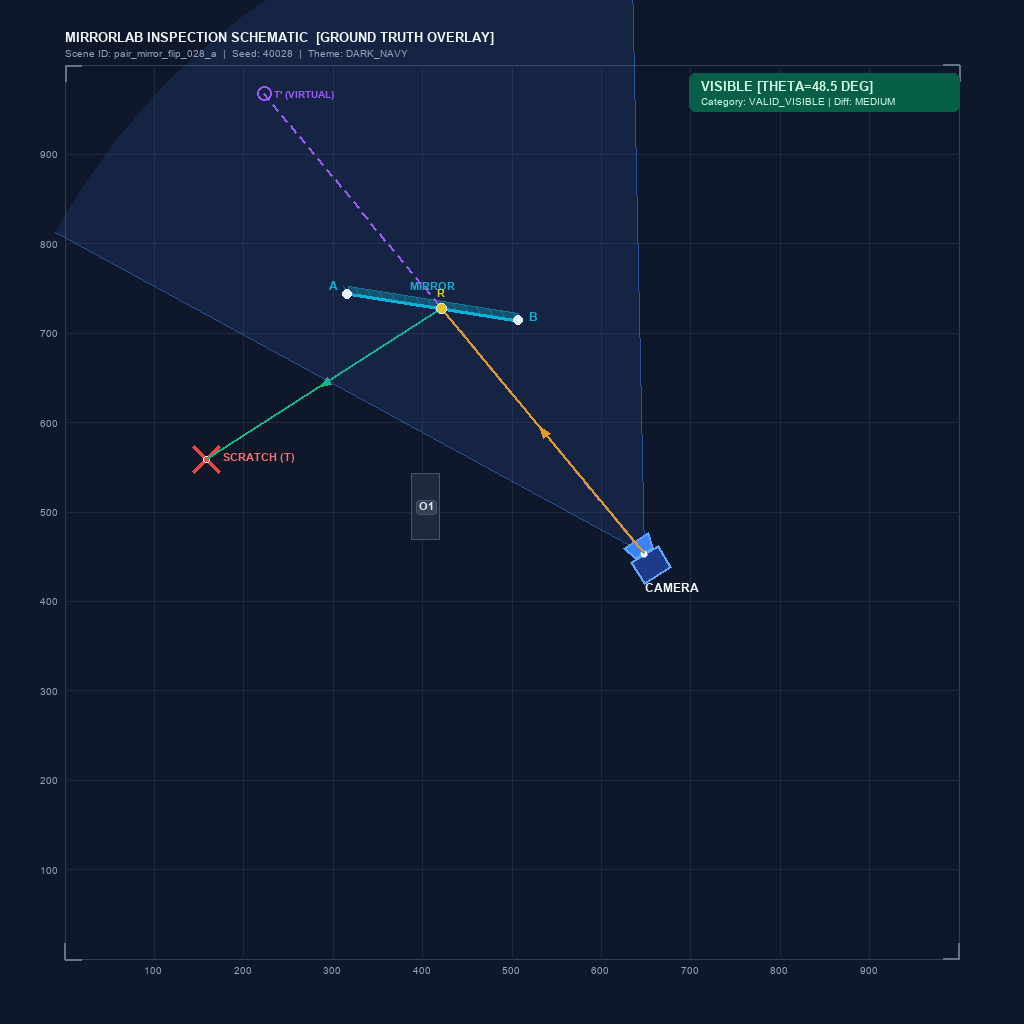 MIRRORLAB INSPECTION SCHEMATIC  [GROUND TRUTH OVERLAY]
Scene ID: pair_mirror_flip_028_a  |  Seed: 40028  |  Theme: DARK_NAVY
VISIBLE [THETA=48.5 DEG]
Category: VALID_VISIBLE | Diff: MEDIUM
T' (VIRTUAL)
900
800
A
MIRROR
R
B
700
600
SCRATCH (T)
O1
500
CAMERA
400
300
200
100
100
200
300
400
500
600
700
800
900